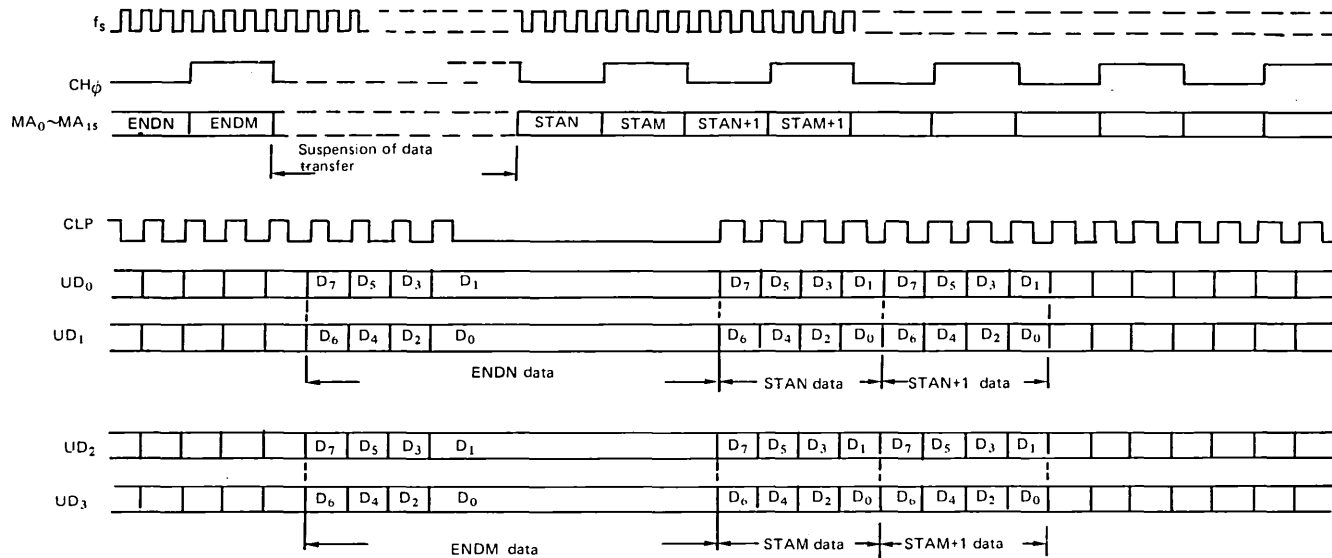 fs
CHϕ
MA0~MA15 ENDN ENDM STAN STAM STAN+1 STAM+1
Suspension of data
transfer
CLP
UD0 D7 D5 D3 D1 D7 D5 D3 D1 D7 D5 D3 D1
UD1 D6 D4 D2 D0 D6 D4 D2 D0 D6 D4 D2 D0
ENDN data STAN data STAN+1 data
UD2 D7 D5 D3 D1 D7 D5 D3 D1 D7 D5 D3 D1
UD3 D6 D4 D2 D0 D6 D4 D2 D0 D6 D4 D2 D0
ENDM data STAM data STAM+1 data